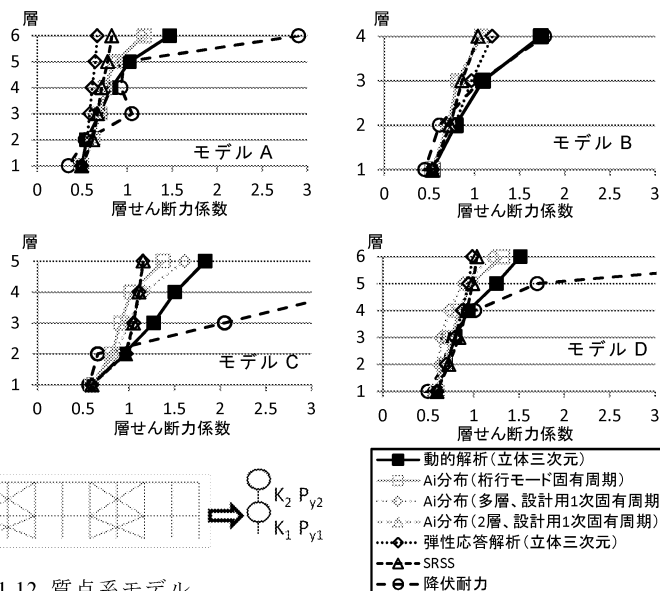 層
6
5
4
3
2
1
モデル A
0 0.5 1 1.5 2 2.5 3
層せん断力係数
層
4
3
2
1
モデル B
0 0.5 1 1.5 2 2.5 3
層せん断力係数
層
5
4
3
2
1
モデル C
0 0.5 1 1.5 2 2.5 3
層せん断力係数
層
6
5
4
3
2
1
モデル D
0 0.5 1 1.5 2 2.5 3
層せん断力係数
K2 Py2
K1 Py1
1.12 質点系モデル
動的解析(立体三次元)
Ai分布(桁行モード固有周期)
Ai分布(多層、設計用1次固有周期
Ai分布(2層、設計用1次固有周期)
弾性応答解析(立体三次元)
SRSS
降伏耐力